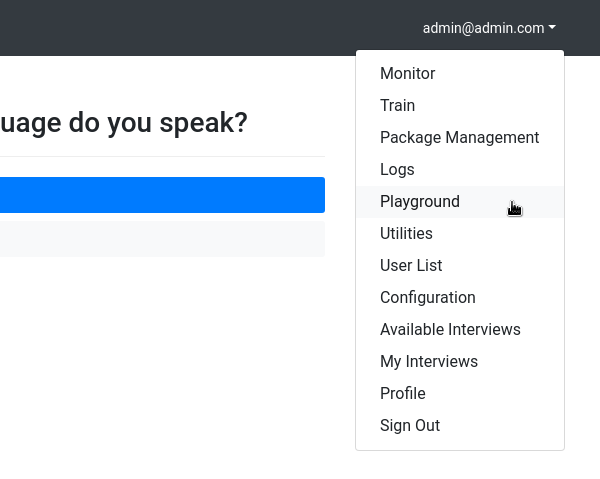 admin@admin.com
Monitor
uage do you speak?
Train
Package Management
Logs
Playground
Utilities
User List
Configuration
Available Interviews
My Interviews
Profile
Sign Out